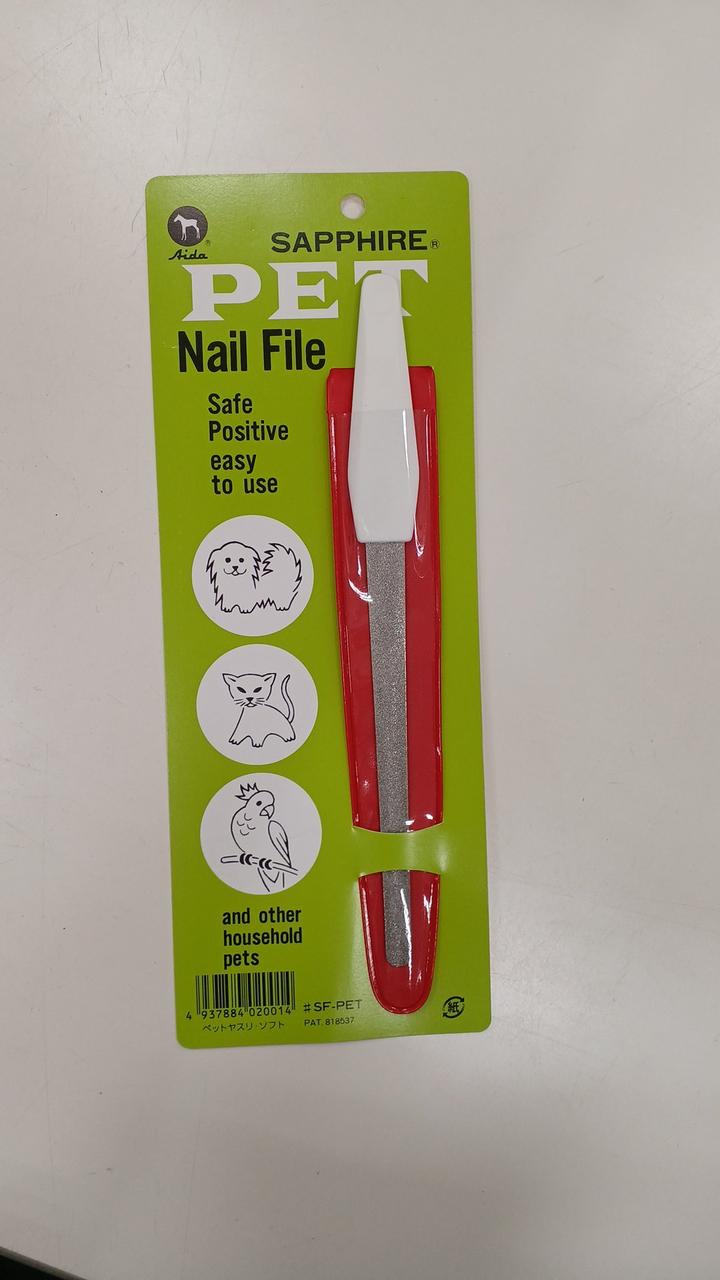 Aida®
SAPPHIRE®
PET
Nail File
Safe
Positive
easy
to use
and other
household
pets
4 937884 020014
#SF-PET
ペットヤスリ・ソフト
PAT. 818537
紙